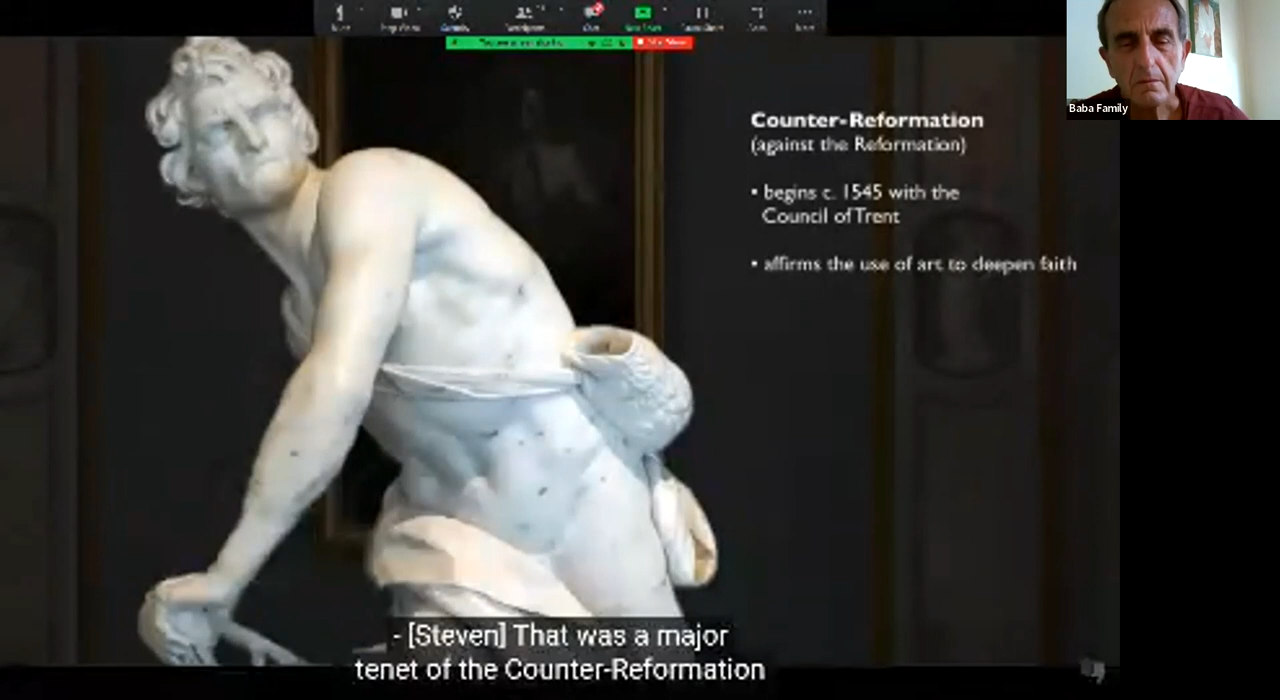 Baba Family
Counter-Reformation
(against the Reformation)
• begins c. 1545 with the
Council of Trent
• affirms the use of art to deepen faith
- [Steven] That was a major
tenet of the Counter-Reformation